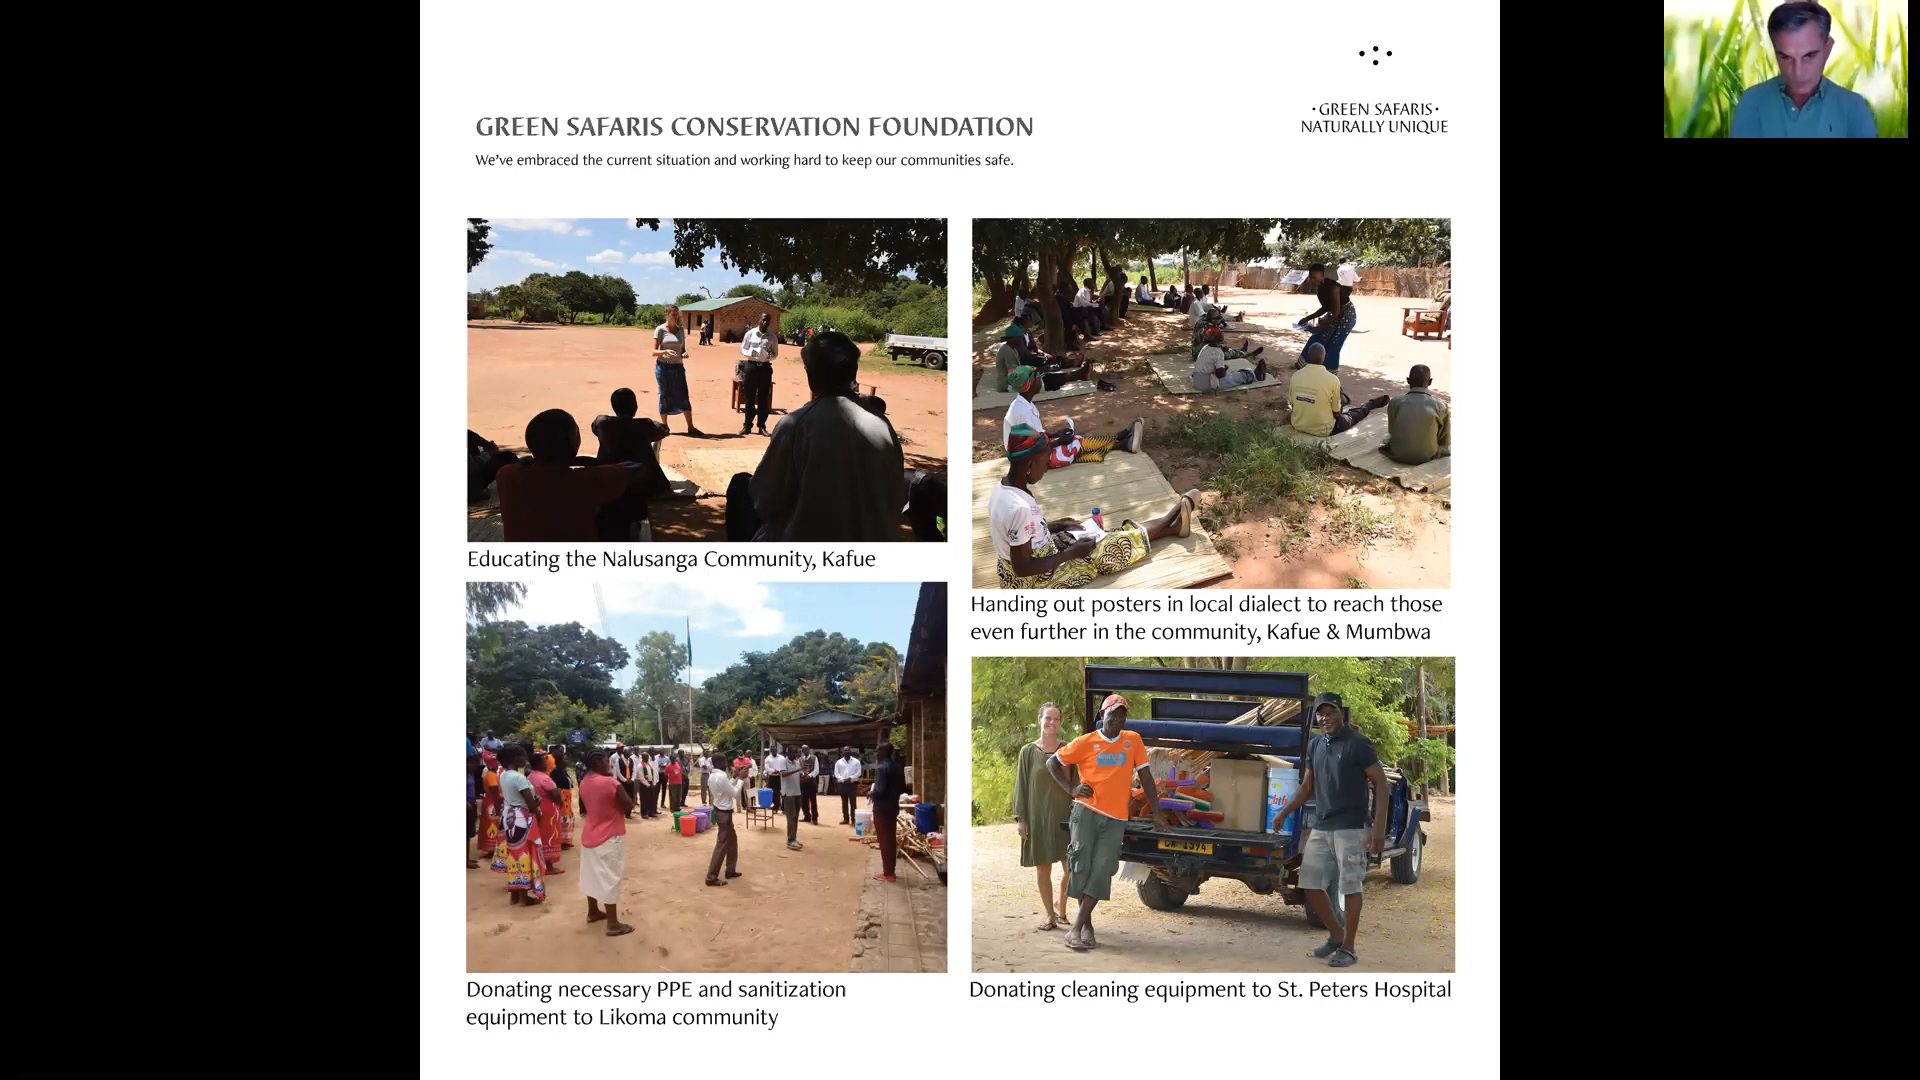 GREEN SAFARIS CONSERVATION FOUNDATION
We've embraced the current situation and working hard to keep our communities safe.
•GREEN SAFARIS•
NATURALLY UNIQUE
Educating the Nalusanga Community, Kafue
Handing out posters in local dialect to reach those
even further in the community, Kafue & Mumbwa
Donating necessary PPE and sanitization
equipment to Likoma community
Donating cleaning equipment to St. Peters Hospital